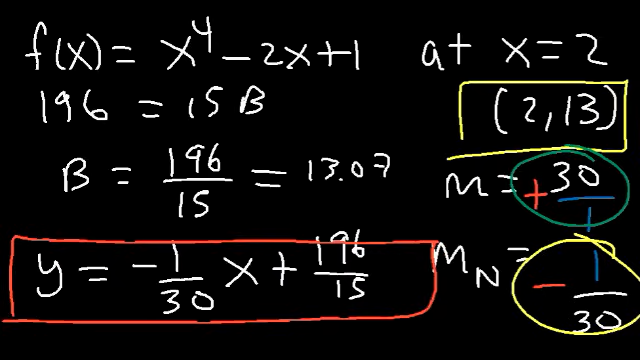 f(x) = x⁴ - 2x + 1 at x = 2
196 = 15B
(2, 13)
B = 196/15 = 13.07
m = +30/1
y = -1/30 x + 196/15
m_N = -1/30